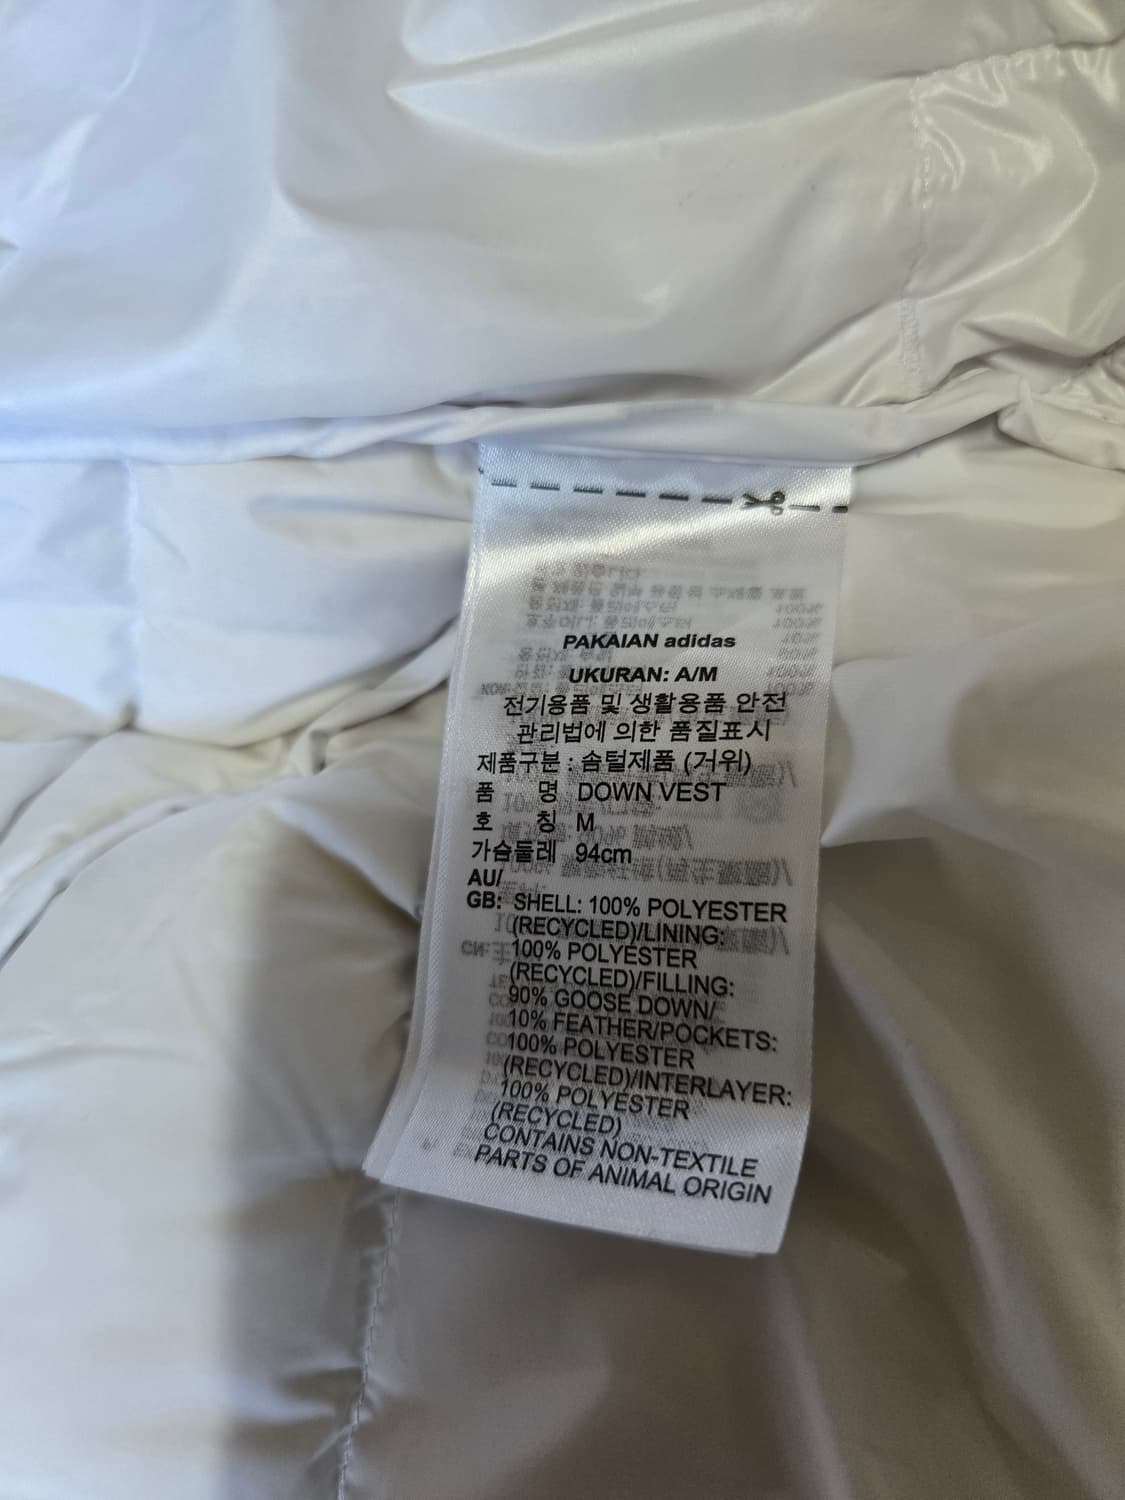 PAKAIAN adidas
UKURAN: A/M
전기용품 및 생활용품 안전
관리법에 의한 품질표시
제품구분 : 솜털제품 (거위)
품 명 DOWN VEST
호 칭 M
가슴둘레 94cm
AU/
GB: SHELL: 100% POLYESTER
(RECYCLED)/LINING:
100% POLYESTER
(RECYCLED)/FILLING:
90% GOOSE DOWN/
10% FEATHER/POCKETS:
100% POLYESTER
(RECYCLED)/INTERLAYER:
100% POLYESTER
(RECYCLED)
CONTAINS NON-TEXTILE
PARTS OF ANIMAL ORIGIN